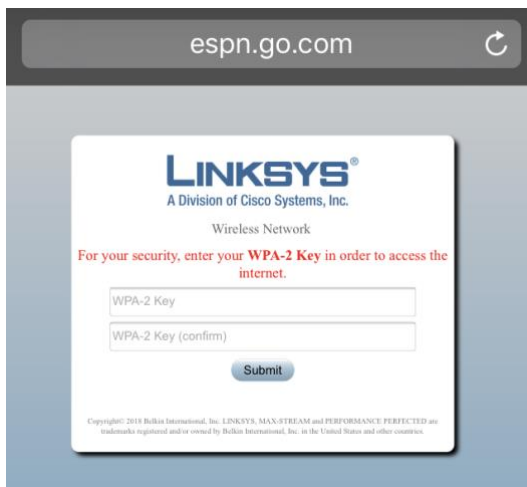 espn.go.com
LINKSYS®
A Division of Cisco Systems, Inc.
Wireless Network
For your security, enter your WPA-2 Key in order to access the
internet.
WPA-2 Key
WPA-2 Key (confirm)
Submit
Copyright© 2018 Belkin International, Inc. LINKSYS, MAX-STREAM and PERFORMANCE PERFECTED are
trademarks registered and/or owned by Belkin International, Inc. in the United States and other countries.